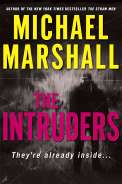 AUTHOR OF THE NEW YORK TIMES BESTSELLER THE STRAW MEN
MICHAEL
MARSHALL
THE
INTRUDERS
They're already inside...